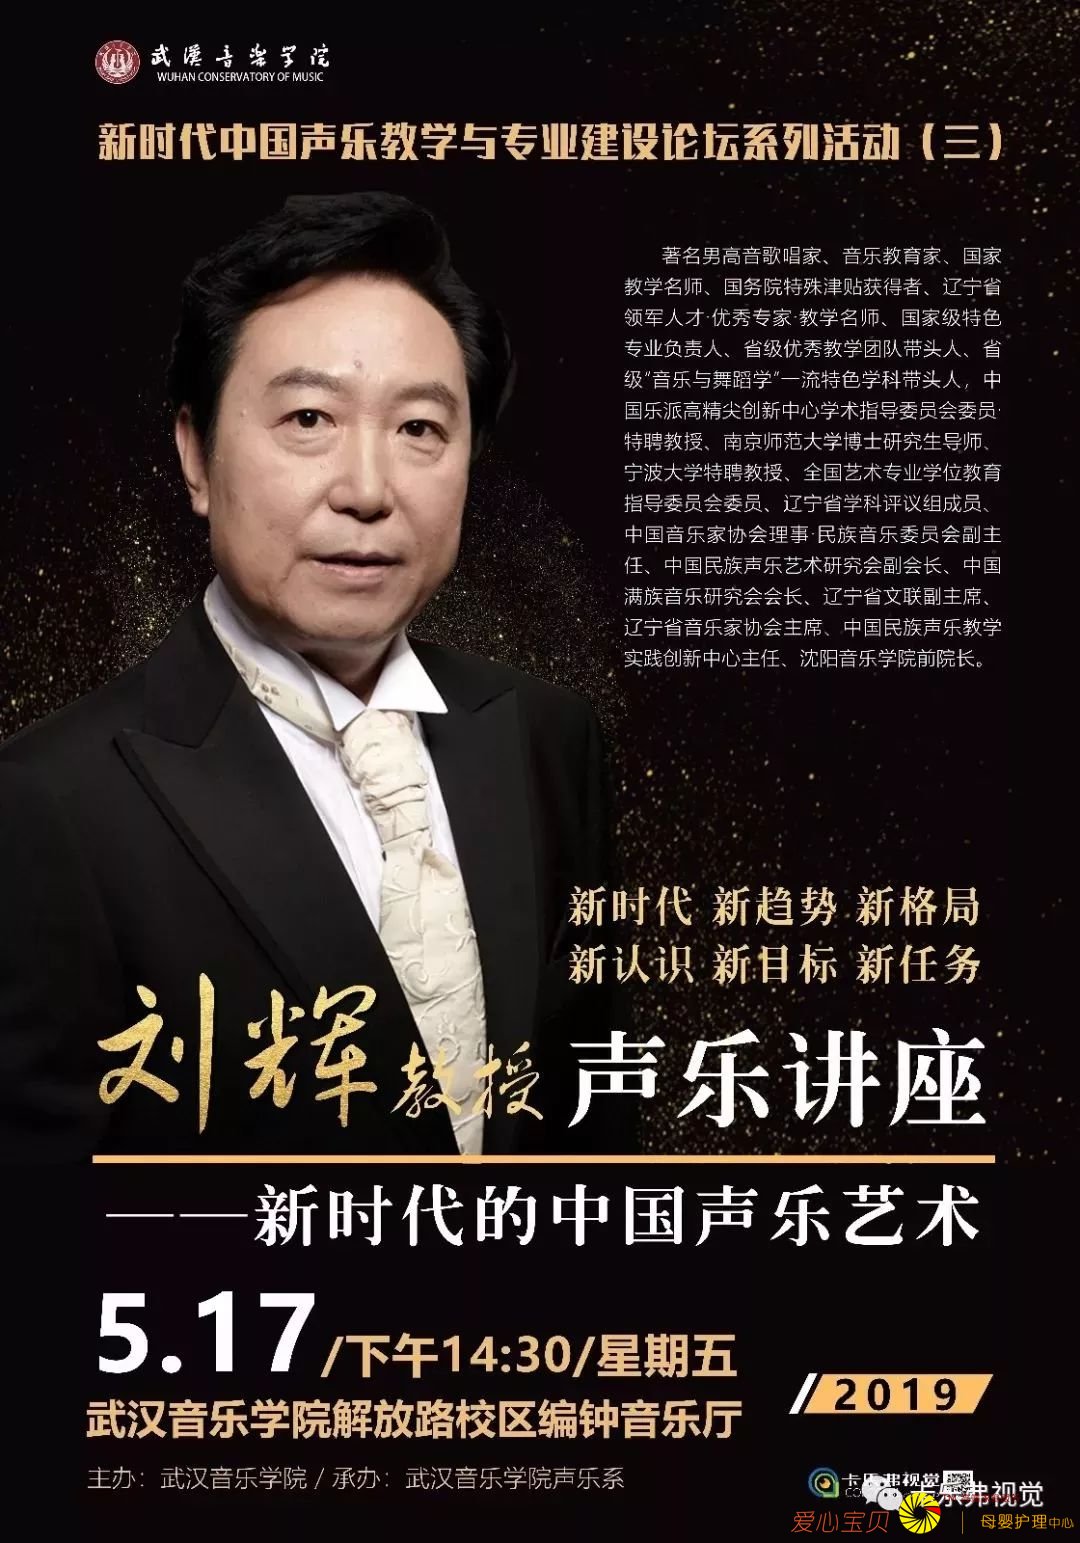 武漢音樂学院
WUHAN CONSERVATORY OF MUSIC
新时代中国声乐教学与专业建设论坛系列活动（三）
著名男高音歌唱家、音乐教育家、国家
教学名师、国务院特殊津贴获得者、辽宁省
领军人才·优秀专家·教学名师、国家级特色
专业负责人、省级优秀教学团队带头人、省
级“音乐与舞蹈学”一流特色学科带头人，中
国乐派高精尖创新中心学术指导委员会委员·
特聘教授、南京师范大学博士研究生导师、
宁波大学特聘教授、全国艺术专业学位教育
指导委员会委员、辽宁省学科评议组成员、
中国音乐家协会理事·民族音乐委员会副主
任、中国民族声乐艺术研究会副会长、中国
满族音乐研究会会长、辽宁省文联副主席、
辽宁省音乐家协会主席、中国民族声乐教学
实践创新中心主任、沈阳音乐学院前院长。
新时代 新趋势 新格局
新认识 新目标 新任务
刘辉教授 声乐讲座
——新时代的中国声乐艺术
5.17/下午14:30/星期五
武汉音乐学院解放路校区编钟音乐厅
2019
主办：武汉音乐学院 / 承办：武汉音乐学院声乐系
卡乐弗视觉
卡乐弗视觉
爱心宝贝 | 母婴护理中心